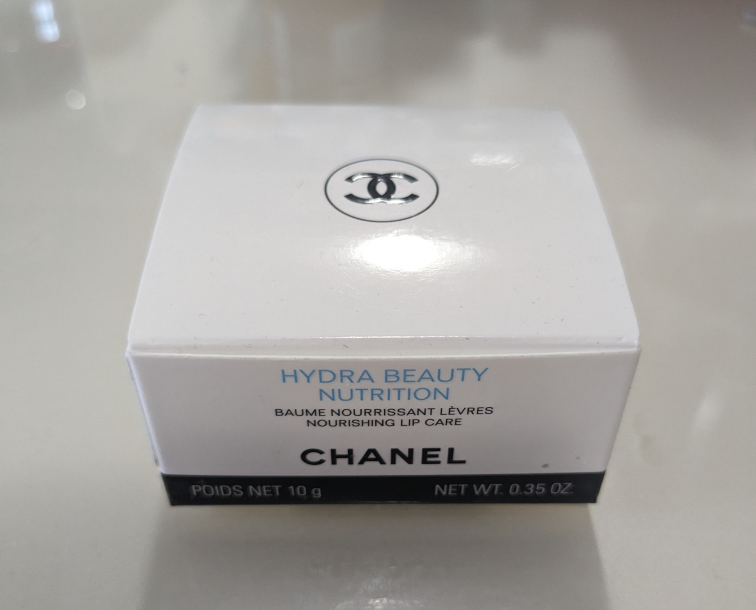 HYDRA BEAUTY
NUTRITION
BAUME NOURRISSANT LÈVRES
NOURISHING LIP CARE
CHANEL
POIDS NET 10 g NET WT. 0.35 OZ.